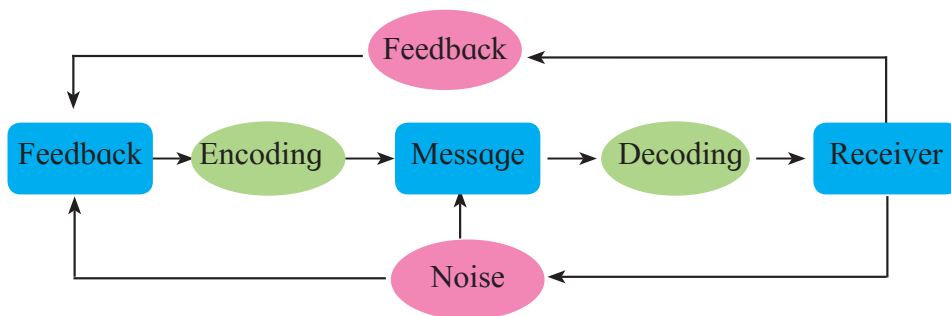 Feedback
Feedback
Encoding
Message
Decoding
Receiver
Noise